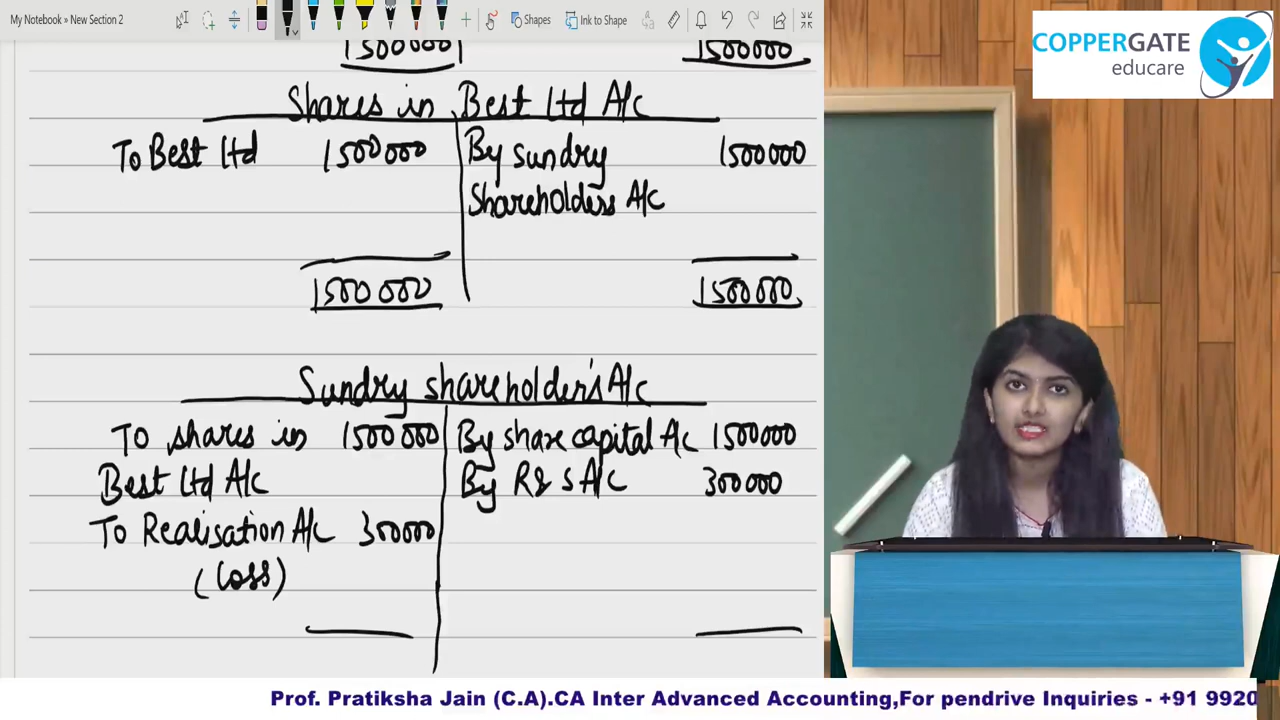 My Notebook » New Section 2
Shapes
Ink to Shape
COPPERGATE
educare
1500000 1500000
Shares in Best ltd A/c
To Best ltd 1500000 By sundry 1500000
Shareholders A/c
1500000 1500000
Sundry shareholder's A/c
To shares in 1500000 By share capital Ac 1500000
Best ltd A/c By R & S A/c 300000
To Realisation A/c 300000
(loss)
Prof. Pratiksha Jain (C.A).CA Inter Advanced Accounting,For pendrive Inquiries - +91 9920